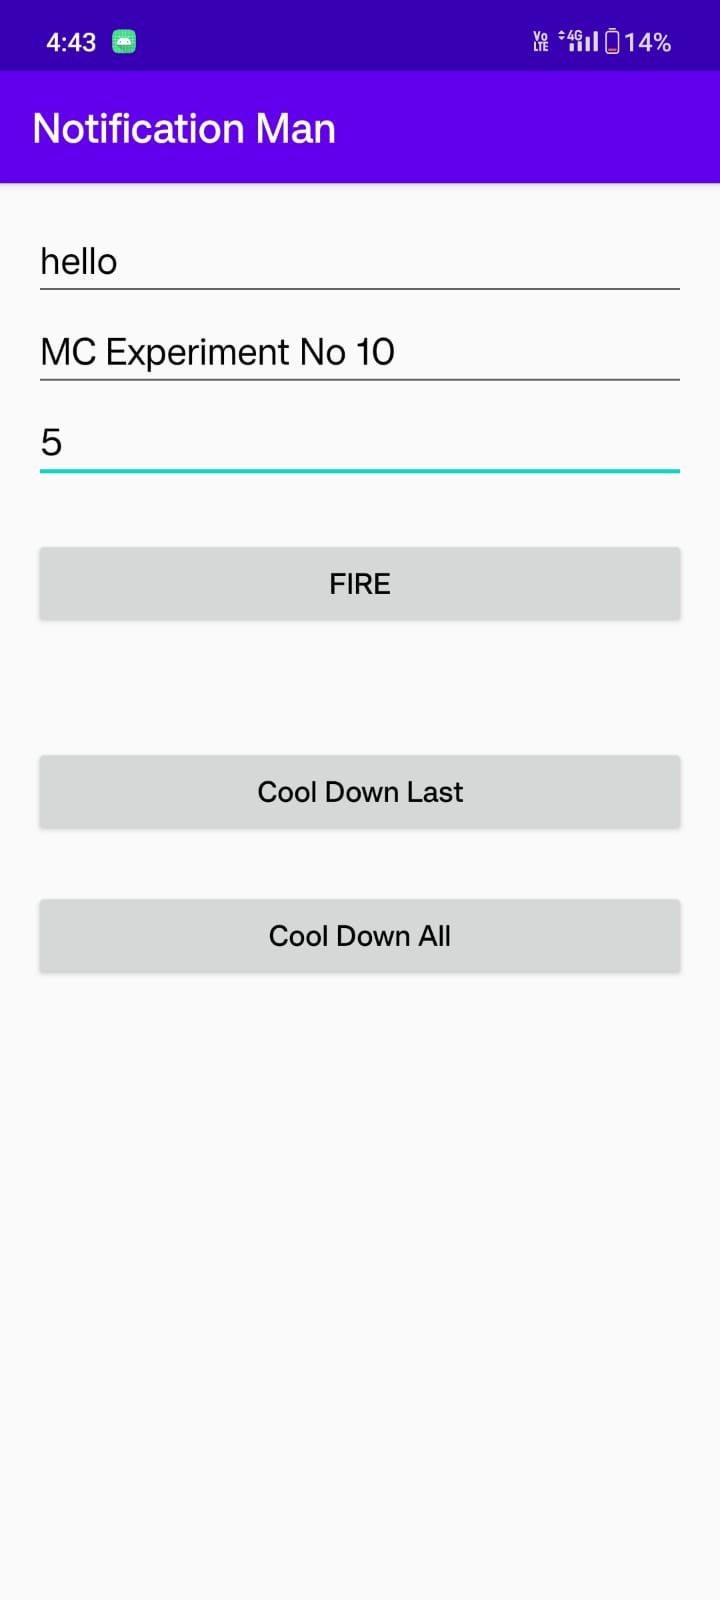 4:43 Vo LTE 4G 14%
Notification Man
hello
MC Experiment No 10
5
FIRE
Cool Down Last
Cool Down All